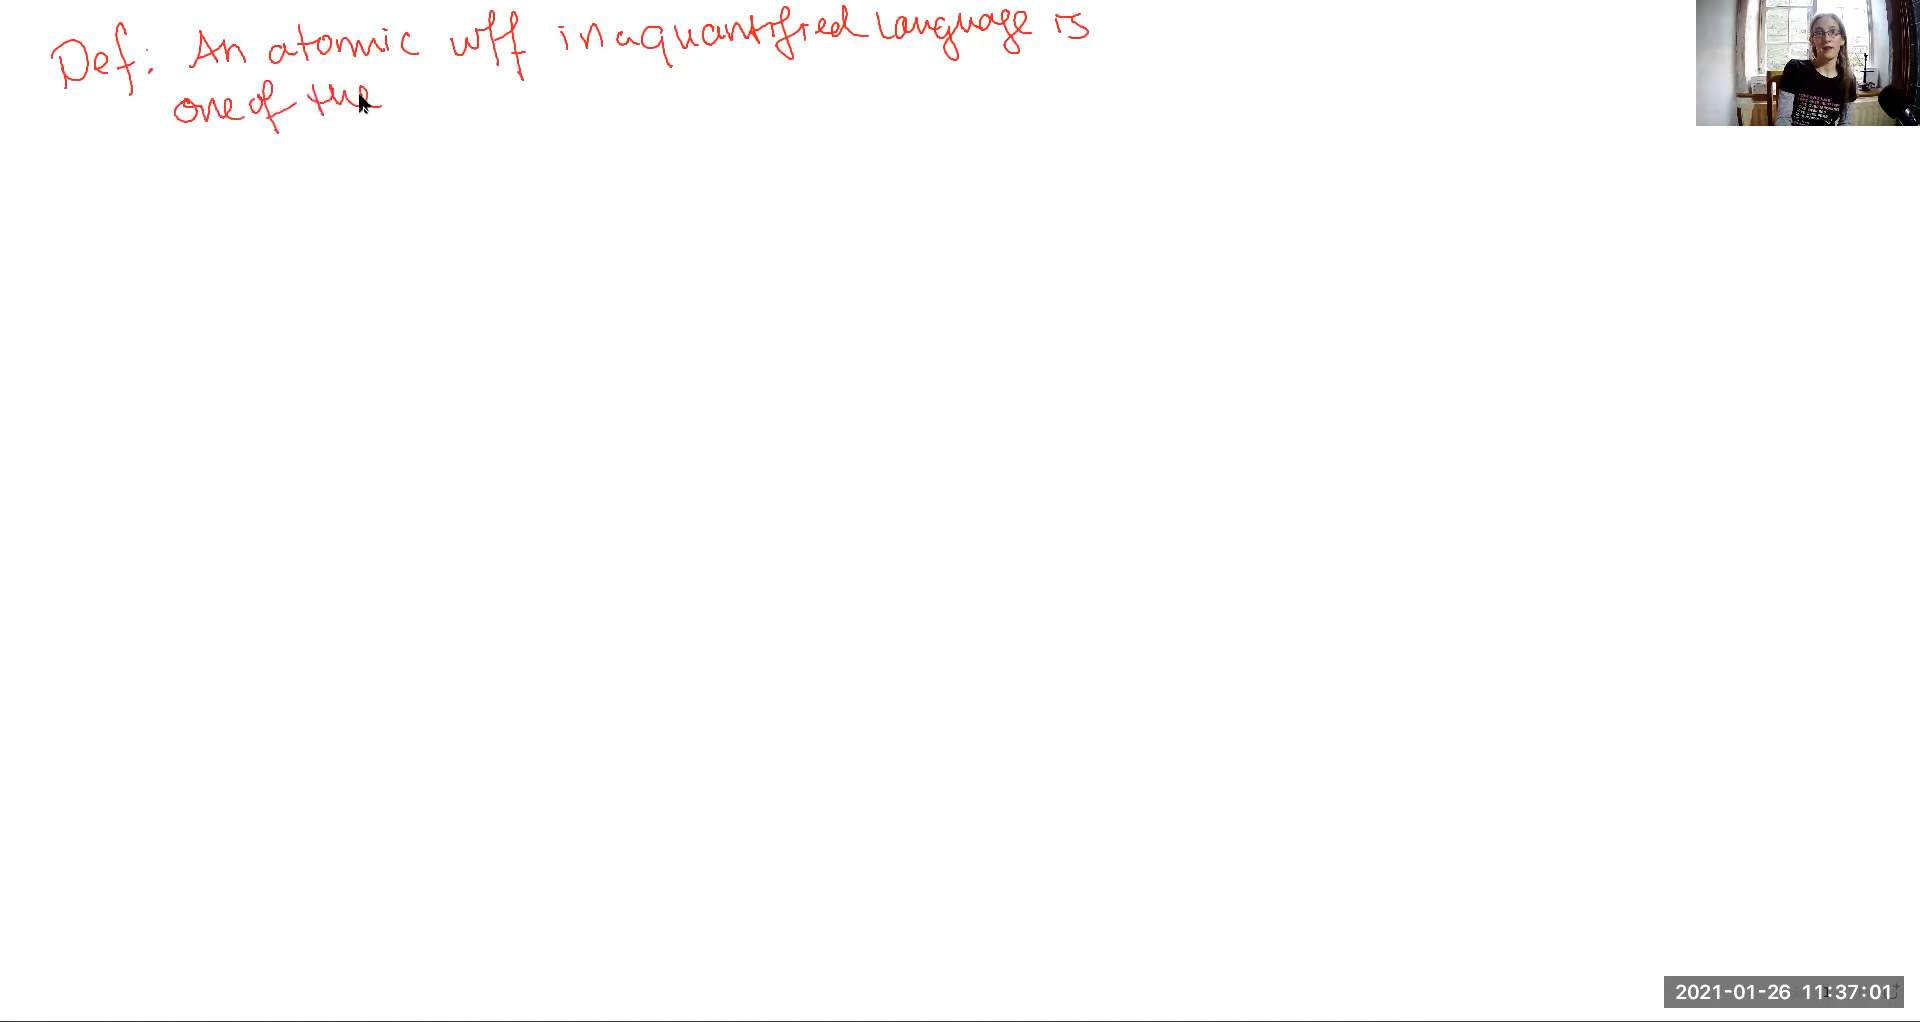 Def: An atomic wff in a quantified language is
one of the
2021-01-26 11:37:01